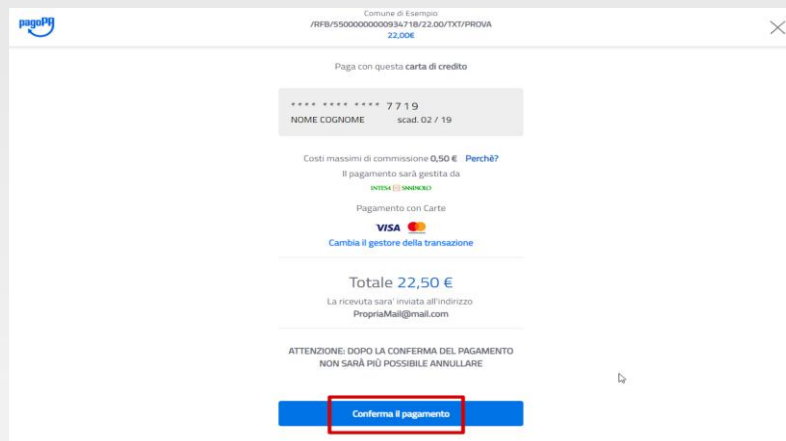 pagoPA
Comune di Esempio
/RFB/55000000000934718/22.00/TXT/PROVA
22,00€
Paga con questa carta di credito
**** **** **** 7719
NOME COGNOME scad. 02 / 19
Costi massimi di commissione 0,50 € Perchè?
Il pagamento sarà gestita da
INTESA SANPAOLO
Pagamento con Carte
VISA
Cambia il gestore della transazione
Totale 22,50 €
La ricevuta sara' inviata all'indirizzo
PropriaMail@mail.com
ATTENZIONE: DOPO LA CONFERMA DEL PAGAMENTO
NON SARÀ PIÙ POSSIBILE ANNULLARE
Conferma il pagamento